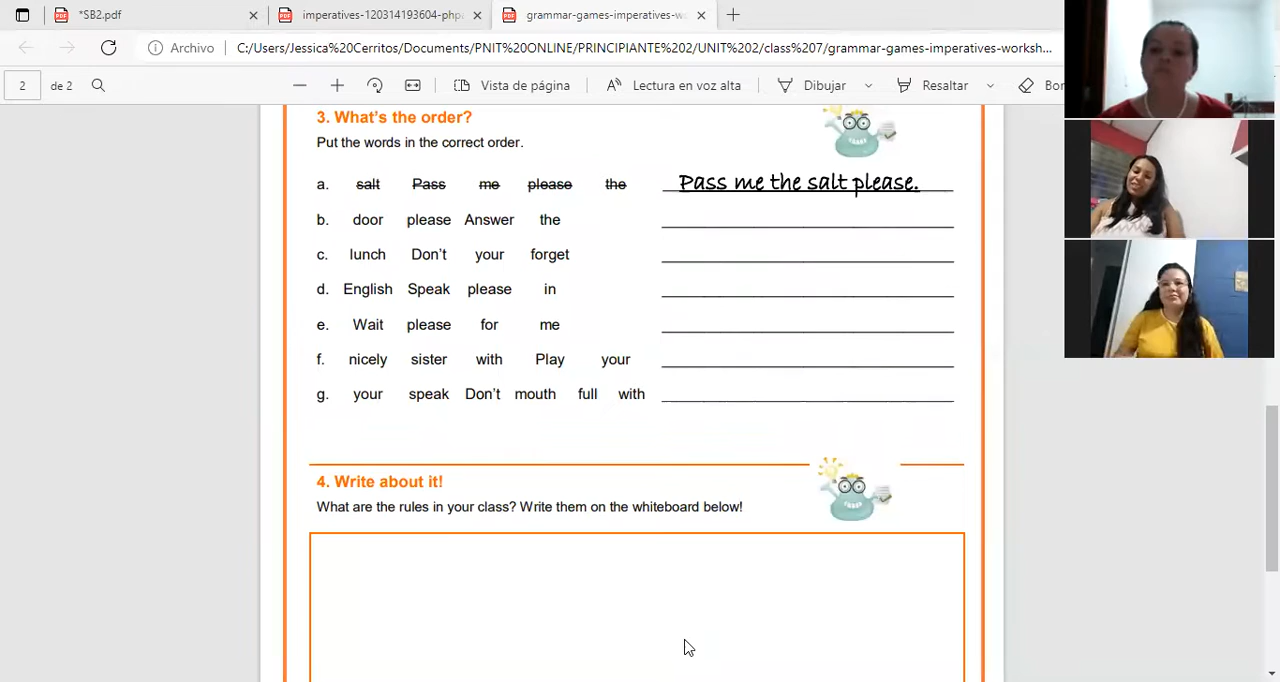 *SB2.pdf
imperatives-120314193604-php
grammar-games-imperatives-wo
Archivo
C:/Users/Jessica%20Cerritos/Documents/PNIT%20ONLINE/PRINCIPIANTE%202/UNIT%202/class%207/grammar-games-imperatives-worksh...
2 de 2
Vista de página
Lectura en voz alta
Dibujar
Resaltar
Bor
3. What's the order?
Put the words in the correct order.
a. salt Pass me please the Pass me the salt please.
b. door please Answer the
c. lunch Don't your forget
d. English Speak please in
e. Wait please for me
f. nicely sister with Play your
g. your speak Don't mouth full with
4. Write about it!
What are the rules in your class? Write them on the whiteboard below!